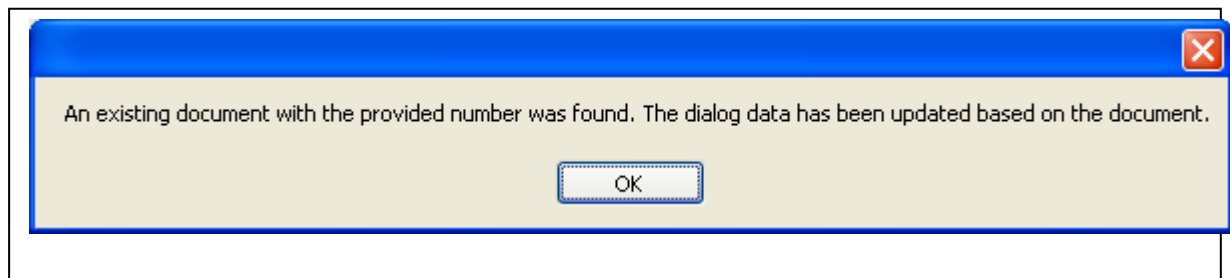 An existing document with the provided number was found. The dialog data has been updated based on the document.
OK